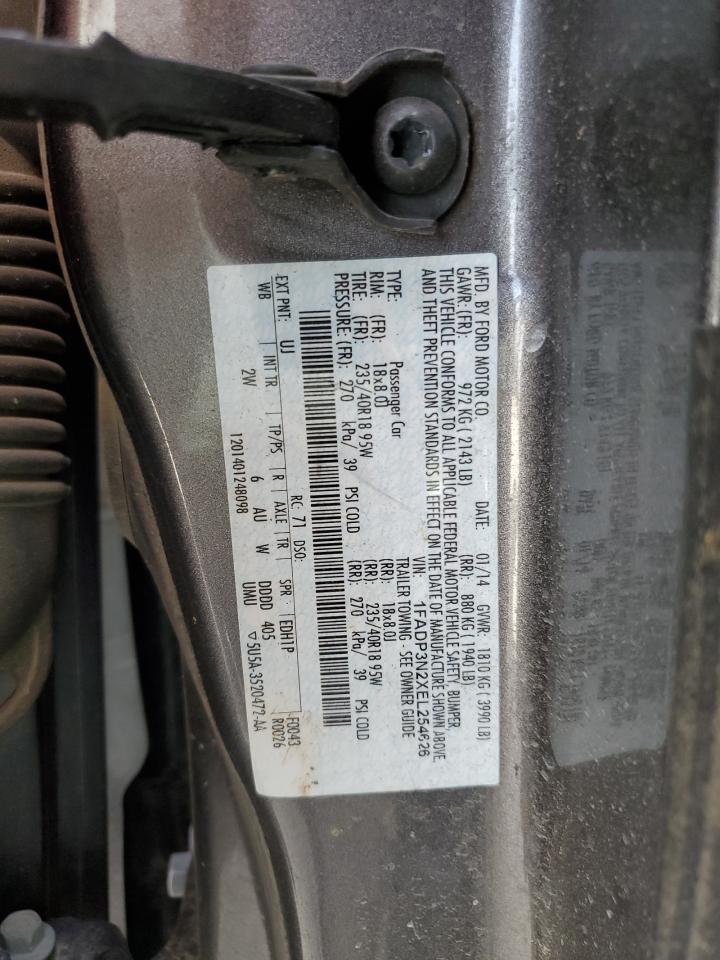 MFD. BY FORD MOTOR CO. DATE: 01/14 GVWR: 1810 KG ( 3990 LB)
GAWR: (FR): 972 KG ( 2143 LB) (RR): 880 KG ( 1940 LB)
THIS VEHICLE CONFORMS TO ALL APPLICABLE FEDERAL MOTOR VEHICLE SAFETY, BUMPER,
AND THEFT PREVENTION STANDARDS IN EFFECT ON THE DATE OF MANUFACTURE SHOWN ABOVE.
VIN: 1FADP3N2XEL254626
TYPE: Passenger Car TRAILER TOWING - SEE OWNER GUIDE
RIM: (FR): 18x8.0J (RR): 18x8.0J
TIRE: (FR): 235/40R18 95W (RR): 235/40R18 95W
PRESSURE: (FR): 270 kPa/ 39 PSI COLD (RR): 270 kPa/ 39 PSI COLD
EXT PNT: UJ RC: 71 DSO: F0043
WB INT TR TP/PS R AXLE TR SPR EDH1P R0026
2W 6 AU W DDDD 405
1201401248098 UMU ▽5U5A-3520472-AA